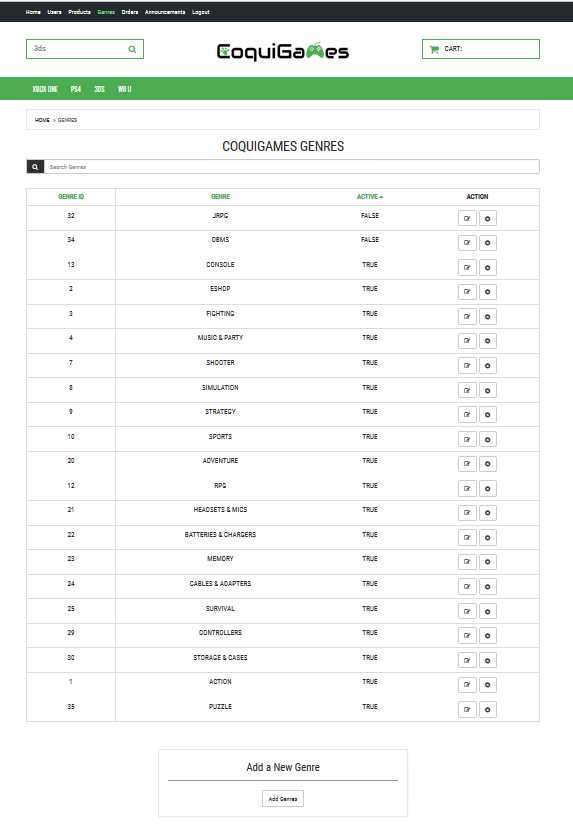 Home Users Products Genres Orders Announcements Logout
3ds CoquiGames CART:
XBOX ONE PS4 3DS WII U
HOME > GENRES
COQUIGAMES GENRES
Search Genres
GENRE ID GENRE ACTIVE ACTION
32 JRPG FALSE
34 DBMS FALSE
13 CONSOLE TRUE
2 ESHOP TRUE
3 FIGHTING TRUE
4 MUSIC & PARTY TRUE
7 SHOOTER TRUE
8 SIMULATION TRUE
9 STRATEGY TRUE
10 SPORTS TRUE
20 ADVENTURE TRUE
12 RPG TRUE
21 HEADSETS & MICS TRUE
22 BATTERIES & CHARGERS TRUE
23 MEMORY TRUE
24 CABLES & ADAPTERS TRUE
25 SURVIVAL TRUE
29 CONTROLLERS TRUE
30 STORAGE & CASES TRUE
1 ACTION TRUE
35 PUZZLE TRUE
Add a New Genre
Add Genres